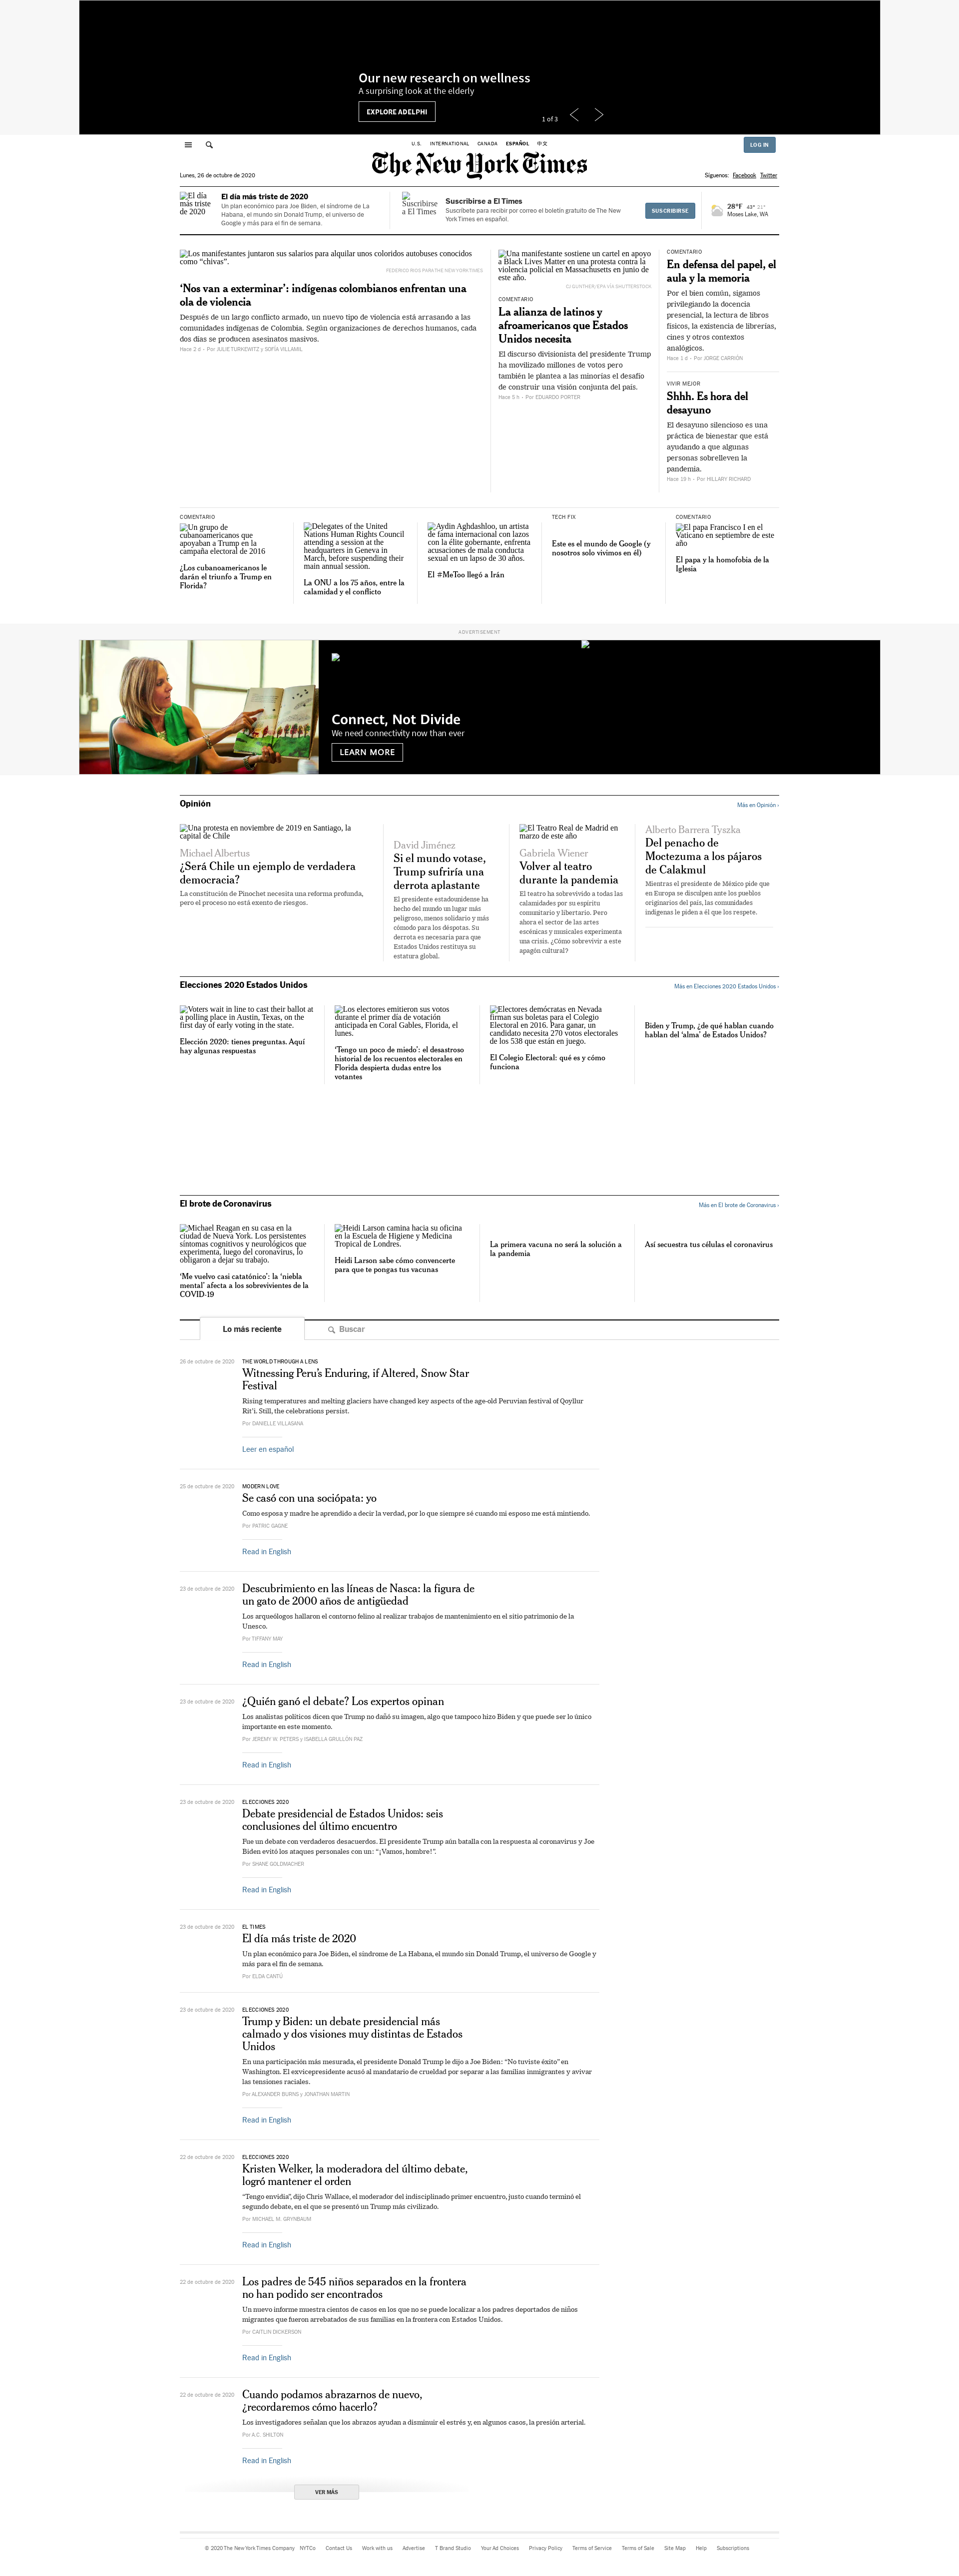 Our new research on wellness
A surprising look at the elderly
EXPLORE ADELPHI
1 of 3
U.S. INTERNATIONAL CANADA ESPAÑOL 中文
LOG IN
The New York Times
Lunes, 26 de octubre de 2020
Síguenos: Facebook Twitter
El día más triste de 2020
El día más triste de 2020
Un plan económico para Joe Biden, el síndrome de La Habana, el mundo sin Donald Trump, el universo de Google y más para el fin de semana.
Suscribirse a El Times
Suscribirse a El Times
Suscríbete para recibir por correo el boletín gratuito de The New York Times en español.
SUSCRIBIRSE
28°F 43° 21°
Moses Lake, WA
Los manifestantes juntaron sus salarios para alquilar unos coloridos autobuses conocidos como “chivas”.
FEDERICO RIOS PARA THE NEW YORK TIMES
‘Nos van a exterminar’: indígenas colombianos enfrentan una ola de violencia
Después de un largo conflicto armado, un nuevo tipo de violencia está arrasando a las comunidades indígenas de Colombia. Según organizaciones de derechos humanos, cada dos días se producen asesinatos masivos.
Hace 2 d – Por JULIE TURKEWITZ y SOFÍA VILLAMIL
Una manifestante sostiene un cartel en apoyo a Black Lives Matter en una protesta contra la violencia policial en Massachusetts en junio de este año.
CJ GUNTHER/EPA VÍA SHUTTERSTOCK
COMENTARIO
La alianza de latinos y afroamericanos que Estados Unidos necesita
El discurso divisionista del presidente Trump ha movilizado millones de votos pero también le plantea a las minorías el desafío de construir una visión conjunta del país.
Hace 5 h – Por EDUARDO PORTER
COMENTARIO
En defensa del papel, el aula y la memoria
Por el bien común, sigamos privilegiando la docencia presencial, la lectura de libros físicos, la existencia de librerías, cines y otros contextos analógicos.
Hace 1 d – Por JORGE CARRIÓN
VIVIR MEJOR
Shhh. Es hora del desayuno
El desayuno silencioso es una práctica de bienestar que está ayudando a que algunas personas sobrelleven la pandemia.
Hace 19 h – Por HILLARY RICHARD
COMENTARIO
Un grupo de cubanoamericanos que apoyaban a Trump en la campaña electoral de 2016
¿Los cubanoamericanos le darán el triunfo a Trump en Florida?
Delegates of the United Nations Human Rights Council attending a session at the headquarters in Geneva in March, before suspending their main annual session.
La ONU a los 75 años, entre la calamidad y el conflicto
Aydin Aghdashloo, un artista de fama internacional con lazos con la élite gobernante, enfrenta acusaciones de mala conducta sexual en un lapso de 30 años.
El #MeToo llegó a Irán
TECH FIX
Este es el mundo de Google (y nosotros solo vivimos en él)
COMENTARIO
El papa Francisco I en el Vaticano en septiembre de este año
El papa y la homofobia de la Iglesia
ADVERTISEMENT
Connect, Not Divide
We need connectivity now than ever
LEARN MORE
Opinión
Más en Opinión ›
Una protesta en noviembre de 2019 en Santiago, la capital de Chile
Michael Albertus
¿Será Chile un ejemplo de verdadera democracia?
La constitución de Pinochet necesita una reforma profunda, pero el proceso no está exento de riesgos.
David Jiménez
Si el mundo votase, Trump sufriría una derrota aplastante
El presidente estadounidense ha hecho del mundo un lugar más peligroso, menos solidario y más cómodo para los déspotas. Su derrota es necesaria para que Estados Unidos restituya su estatura global.
El Teatro Real de Madrid en marzo de este año
Gabriela Wiener
Volver al teatro durante la pandemia
El teatro ha sobrevivido a todas las calamidades por su espíritu comunitario y libertario. Pero ahora el sector de las artes escénicas y musicales experimenta una crisis. ¿Cómo sobrevivir a este apagón cultural?
Alberto Barrera Tyszka
Del penacho de Moctezuma a los pájaros de Calakmul
Mientras el presidente de México pide que en Europa se disculpen ante los pueblos originarios del país, las comunidades indígenas le piden a él que los respete.
Elecciones 2020 Estados Unidos
Más en Elecciones 2020 Estados Unidos ›
Voters wait in line to cast their ballot at a polling place in Austin, Texas, on the first day of early voting in the state.
Elección 2020: tienes preguntas. Aquí hay algunas respuestas
Los electores emitieron sus votos durante el primer día de votación anticipada en Coral Gables, Florida, el lunes.
‘Tengo un poco de miedo’: el desastroso historial de los recuentos electorales en Florida despierta dudas entre los votantes
Electores demócratas en Nevada firman sus boletas para el Colegio Electoral en 2016. Para ganar, un candidato necesita 270 votos electorales de los 538 que están en juego.
El Colegio Electoral: qué es y cómo funciona
Biden y Trump, ¿de qué hablan cuando hablan del ‘alma’ de Estados Unidos?
El brote de Coronavirus
Más en El brote de Coronavirus ›
Michael Reagan en su casa en la ciudad de Nueva York. Los persistentes síntomas cognitivos y neurológicos que experimenta, luego del coronavirus, lo obligaron a dejar su trabajo.
‘Me vuelvo casi catatónico’: la ‘niebla mental’ afecta a los sobrevivientes de la COVID-19
Heidi Larson camina hacia su oficina en la Escuela de Higiene y Medicina Tropical de Londres.
Heidi Larson sabe cómo convencerte para que te pongas tus vacunas
La primera vacuna no será la solución a la pandemia
Así secuestra tus células el coronavirus
Lo más reciente
Buscar
26 de octubre de 2020
THE WORLD THROUGH A LENS
Witnessing Peru’s Enduring, if Altered, Snow Star Festival
Rising temperatures and melting glaciers have changed key aspects of the age-old Peruvian festival of Qoyllur Rit’i. Still, the celebrations persist.
Por DANIELLE VILLASANA
Leer en español
25 de octubre de 2020
MODERN LOVE
Se casó con una sociópata: yo
Como esposa y madre he aprendido a decir la verdad, por lo que siempre sé cuando mi esposo me está mintiendo.
Por PATRIC GAGNE
Read in English
23 de octubre de 2020
Descubrimiento en las líneas de Nasca: la figura de un gato de 2000 años de antigüedad
Los arqueólogos hallaron el contorno felino al realizar trabajos de mantenimiento en el sitio patrimonio de la Unesco.
Por TIFFANY MAY
Read in English
23 de octubre de 2020
¿Quién ganó el debate? Los expertos opinan
Los analistas políticos dicen que Trump no dañó su imagen, algo que tampoco hizo Biden y que puede ser lo único importante en este momento.
Por JEREMY W. PETERS y ISABELLA GRULLÓN PAZ
Read in English
23 de octubre de 2020
ELECCIONES 2020
Debate presidencial de Estados Unidos: seis conclusiones del último encuentro
Fue un debate con verdaderos desacuerdos. El presidente Trump aún batalla con la respuesta al coronavirus y Joe Biden evitó los ataques personales con un: “¡Vamos, hombre!”.
Por SHANE GOLDMACHER
Read in English
23 de octubre de 2020
EL TIMES
El día más triste de 2020
Un plan económico para Joe Biden, el síndrome de La Habana, el mundo sin Donald Trump, el universo de Google y más para el fin de semana.
Por ELDA CANTÚ
23 de octubre de 2020
ELECCIONES 2020
Trump y Biden: un debate presidencial más calmado y dos visiones muy distintas de Estados Unidos
En una participación más mesurada, el presidente Donald Trump le dijo a Joe Biden: “No tuviste éxito” en Washington. El exvicepresidente acusó al mandatario de crueldad por separar a las familias inmigrantes y avivar las tensiones raciales.
Por ALEXANDER BURNS y JONATHAN MARTIN
Read in English
22 de octubre de 2020
ELECCIONES 2020
Kristen Welker, la moderadora del último debate, logró mantener el orden
“Tengo envidia”, dijo Chris Wallace, el moderador del indisciplinado primer encuentro, justo cuando terminó el segundo debate, en el que se presentó un Trump más civilizado.
Por MICHAEL M. GRYNBAUM
Read in English
22 de octubre de 2020
Los padres de 545 niños separados en la frontera no han podido ser encontrados
Un nuevo informe muestra cientos de casos en los que no se puede localizar a los padres deportados de niños migrantes que fueron arrebatados de sus familias en la frontera con Estados Unidos.
Por CAITLIN DICKERSON
Read in English
22 de octubre de 2020
Cuando podamos abrazarnos de nuevo, ¿recordaremos cómo hacerlo?
Los investigadores señalan que los abrazos ayudan a disminuir el estrés y, en algunos casos, la presión arterial.
Por A.C. SHILTON
Read in English
VER MÁS
© 2020 The New York Times Company NYTCo Contact Us Work with us Advertise T Brand Studio Your Ad Choices Privacy Policy Terms of Service Terms of Sale Site Map Help Subscriptions